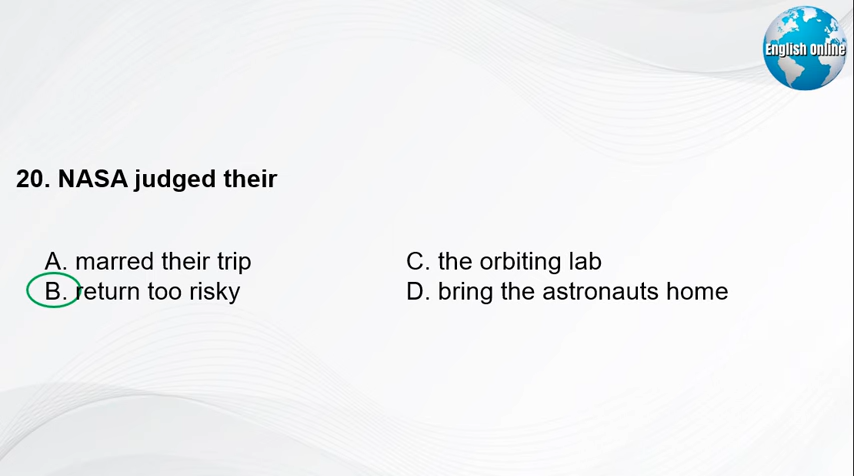 English Online
20. NASA judged their
A. marred their trip
B. return too risky
C. the orbiting lab
D. bring the astronauts home